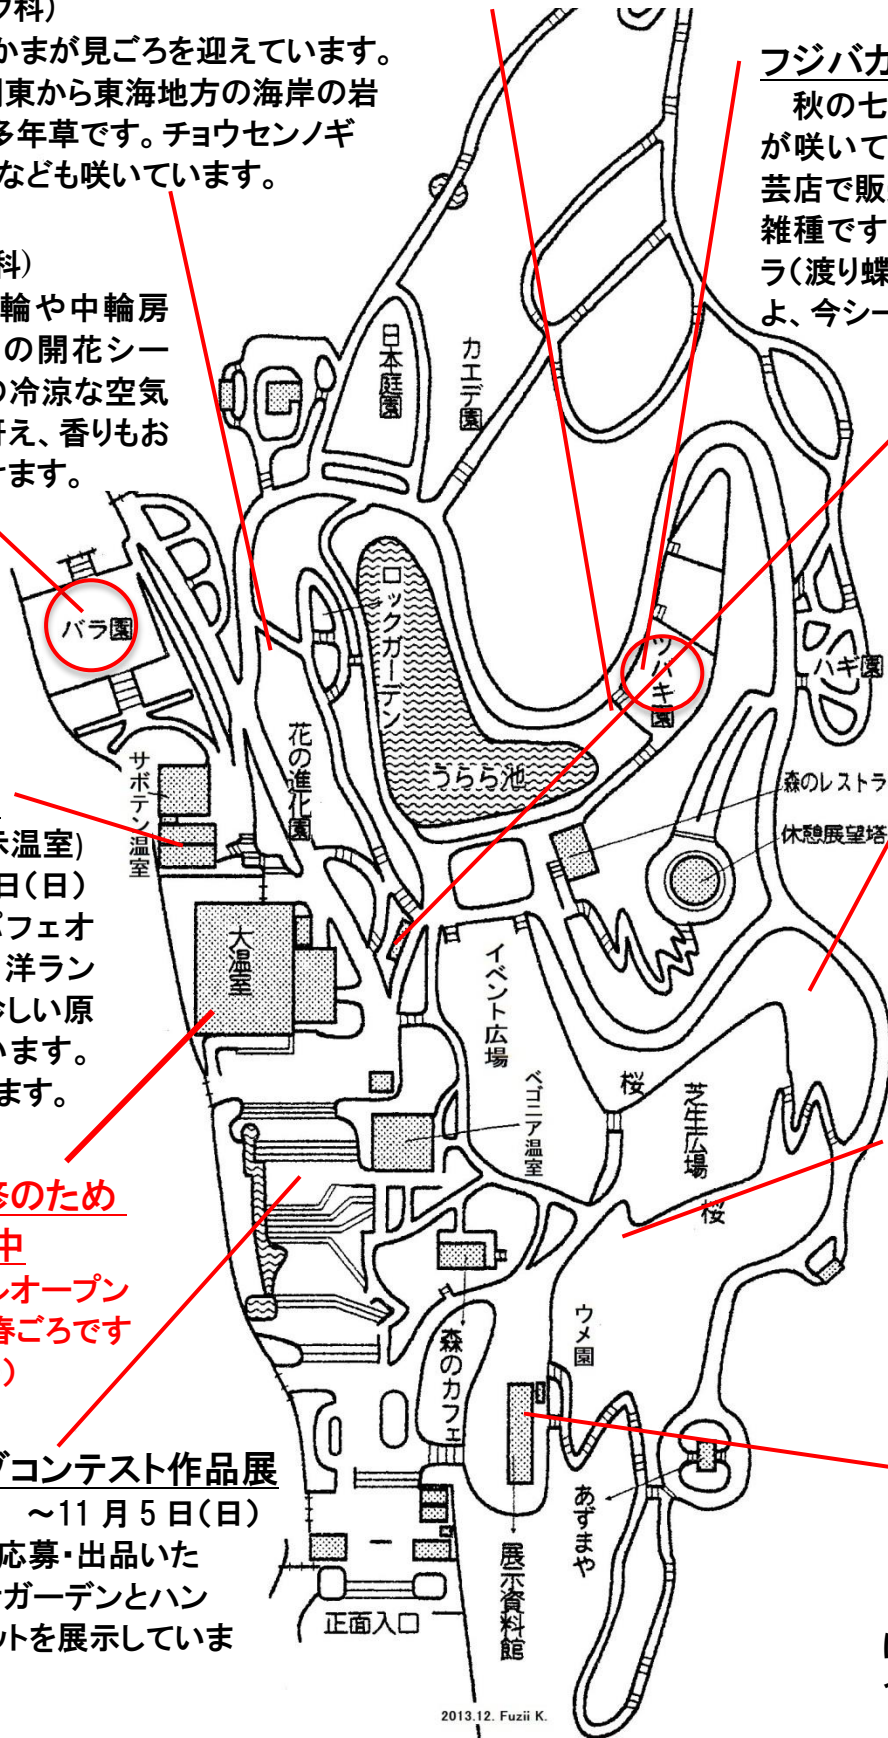 科)
かまが見ごろを迎えています。
関東から東海地方の海岸の岩
多年草です。チョウセンノギ
なども咲いています。
科)
輪や中輪房
の開花シー
の冷涼な空気
冴え、香りもお
けます。
フジバカ
秋の七
が咲いて
芸店で販
雑種です
ラ(渡り蝶
よ、今シー
日本庭園
カエデ園
バラ園
ロックガーデン
ツバキ園
ハギ園
花の進化園
うらら池
サボテン温室
森のレストラ
休憩展望塔
示温室)
日(日)
パフェオ
洋ラン
珍しい原
います。
ます。
大温室
イベント広場
ベゴニア温室
桜
芝生広場
桜
修のため
中
ルオープン
春ごろです
)
森のカフェ
ウメ園
あずまや
展示資料館
正面入口
ブコンテスト作品展
～11月5日(日)
応募・出品いた
ナガーデンとハン
ットを展示していま
2013.12. Fuzii K.